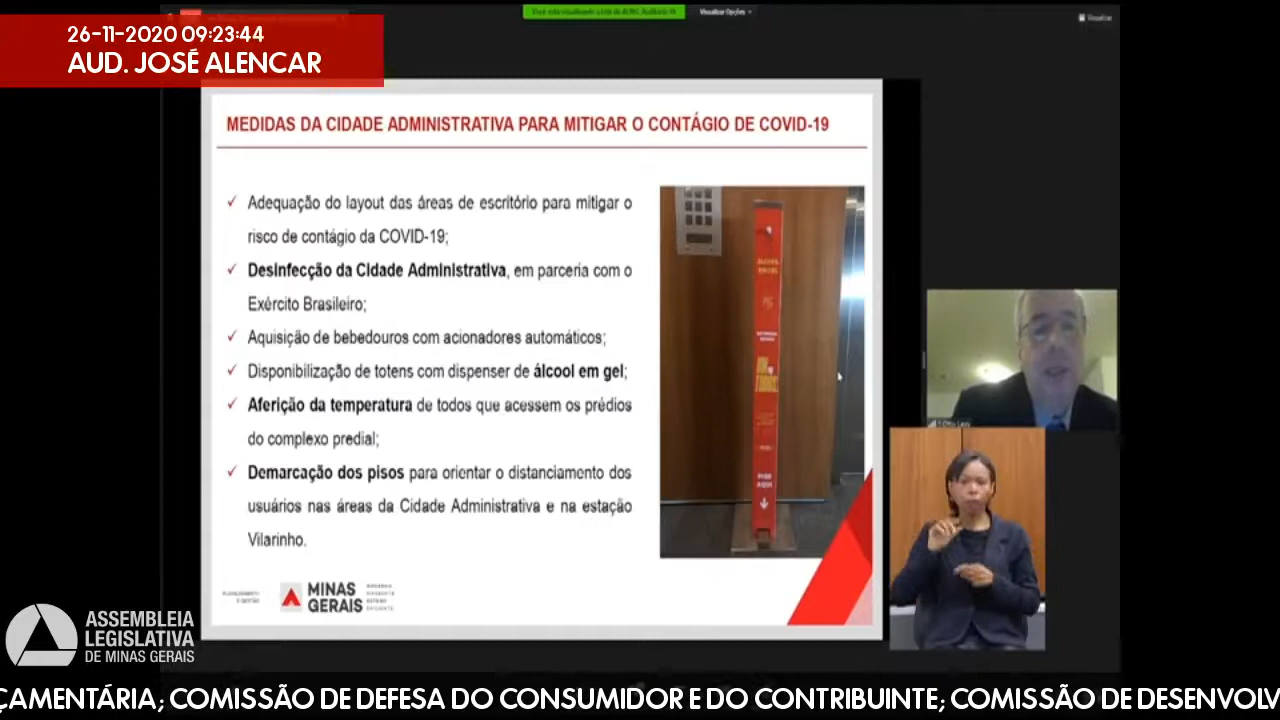 26-11-2020 09:23:44
AUD. JOSÉ ALENCAR
Visualizar Opções
Visualizar
MEDIDAS DA CIDADE ADMINISTRATIVA PARA MITIGAR O CONTÁGIO DE COVID-19
✓ Adequação do layout das áreas de escritório para mitigar o
risco de contágio da COVID-19;
✓ Desinfecção da Cidade Administrativa, em parceria com o
Exército Brasileiro;
✓ Aquisição de bebedouros com acionadores automáticos;
✓ Disponibilização de totens com dispenser de álcool em gel;
✓ Aferição da temperatura de todos que acessem os prédios
do complexo predial;
✓ Demarcação dos pisos para orientar o distanciamento dos
usuários nas áreas da Cidade Administrativa e na estação
Vilarinho.
PISE
AQUI
MINAS
GERAIS
ASSEMBLEIA
LEGISLATIVA
DE MINAS GERAIS
ÇAMENTÁRIA; COMISSÃO DE DEFESA DO CONSUMIDOR E DO CONTRIBUINTE; COMISSÃO DE DESENVOLV